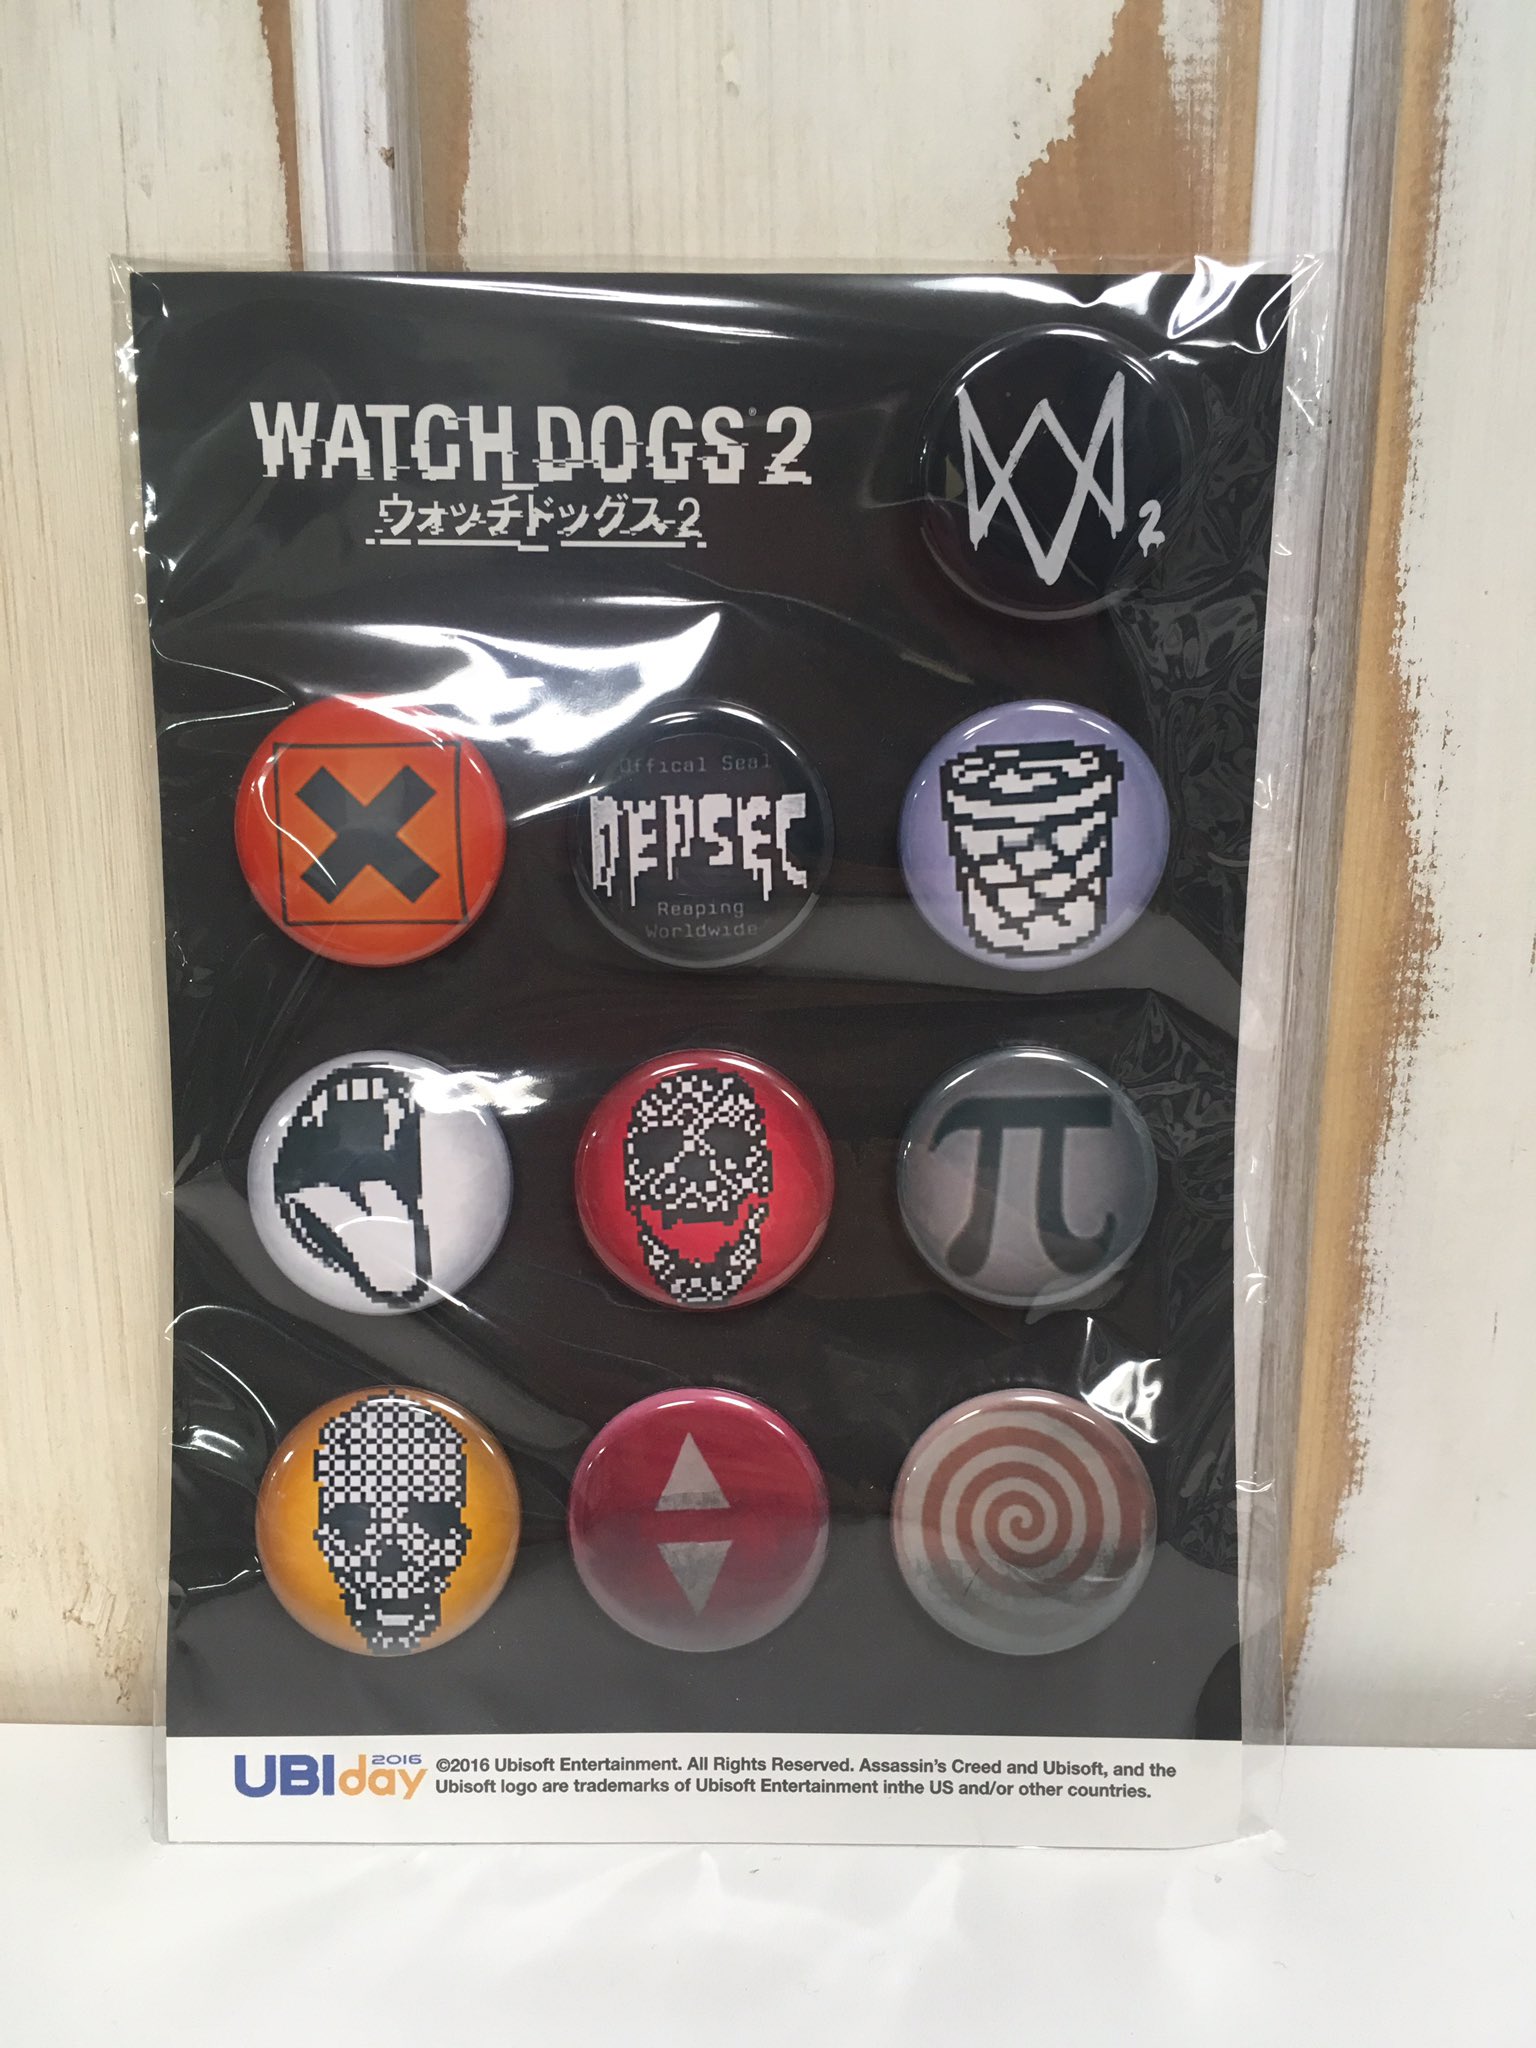 WATCH_DOGS® 2
ウォッチドッグス 2
2
Offical Seal
DEDSEC
Reaping
Worldwide
π
UBIday 2016
©2016 Ubisoft Entertainment. All Rights Reserved. Assassin's Creed and Ubisoft, and the
Ubisoft logo are trademarks of Ubisoft Entertainment inthe US and/or other countries.